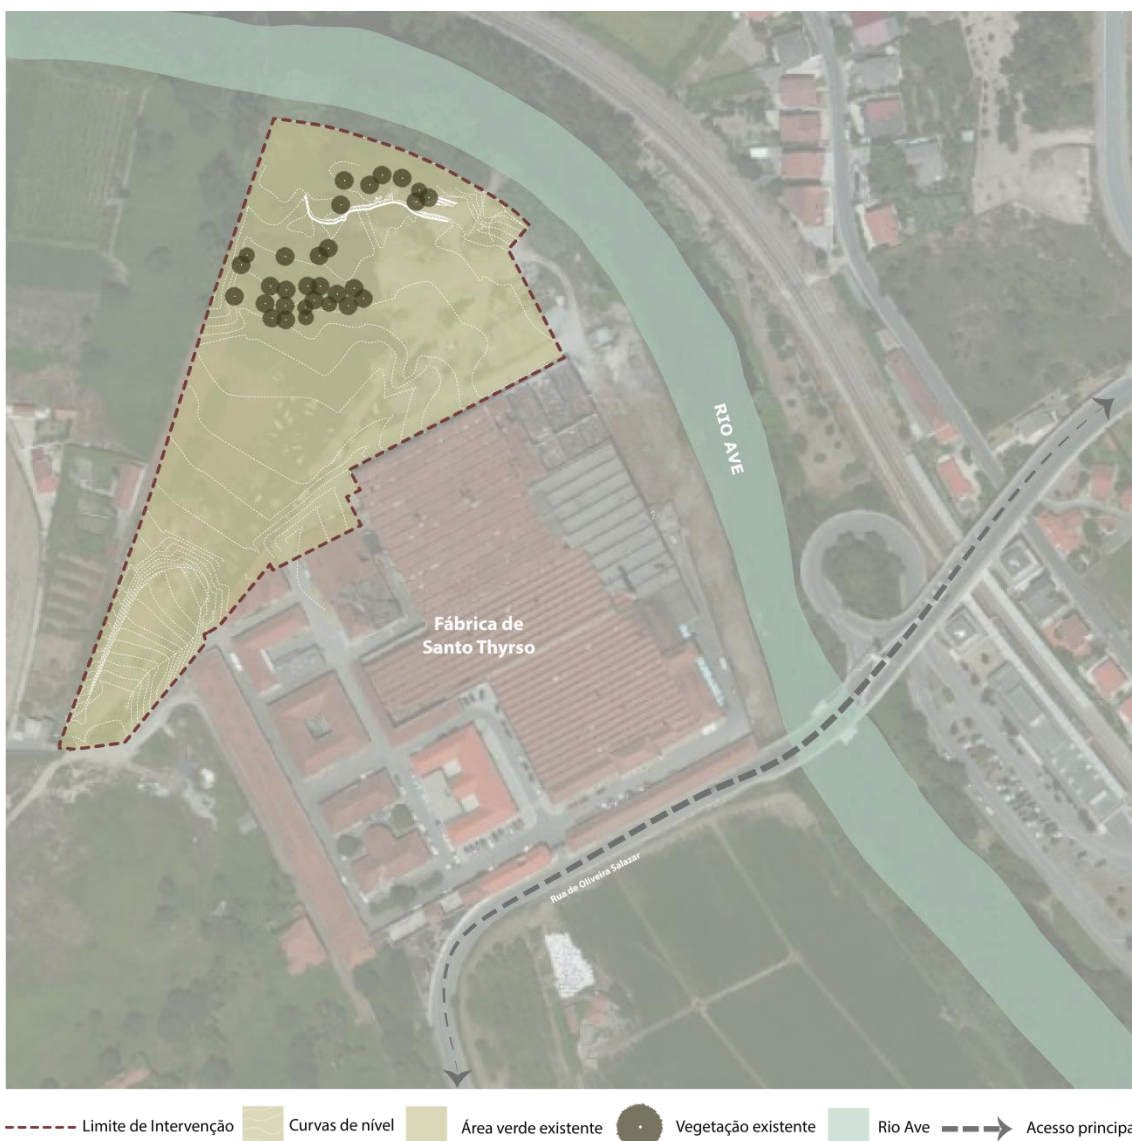 RIO AVE
Fábrica de
Santo Thyrso
Rua de Oliveira Salazar
Limite de Intervenção
Curvas de nível
Área verde existente
Vegetação existente
Rio Ave
Acesso principa